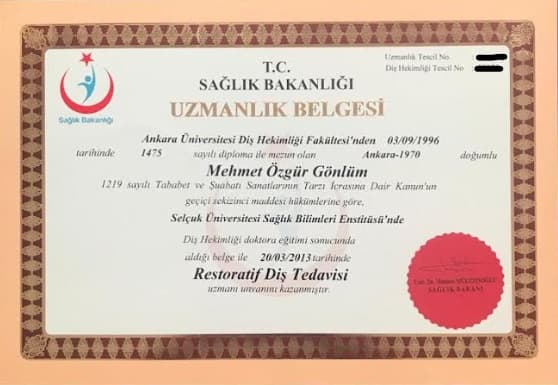 Uzmanlık Tescil No. :
Diş Hekimliği Tescil No :
T.C.
SAĞLIK BAKANLIĞI
Sağlık Bakanlığı
UZMANLIK BELGESİ
Ankara Üniversitesi Diş Hekimliği Fakültesi'nden 03/09/1996
tarihinde 1475 sayılı diploma ile mezun olan Ankara-1970 doğumlu
Mehmet Özgür Gönlüm
1219 sayılı Tababet ve Şuabatı Sanatlarının Tarzı İcrasına Dair Kanun'un
geçici sekizinci maddesi hükümlerine göre,
Selçuk Üniversitesi Sağlık Bilimleri Enstitüsü'nde
Diş Hekimliği doktora eğitimi sonucunda
aldığı belge ile 20/03/2013 tarihinde
Restoratif Diş Tedavisi
uzmanı unvanını kazanmıştır.
SAĞLIK BAKANI